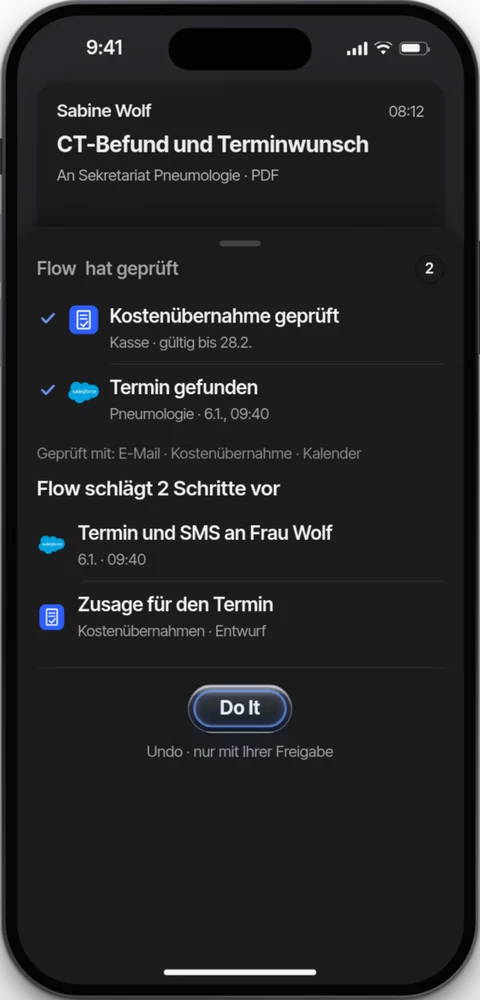 9:41
Sabine Wolf 08:12
CT-Befund und Terminwunsch
An Sekretariat Pneumologie · PDF
Flow hat geprüft 2
Kostenübernahme geprüft
Kasse · gültig bis 28.2.
salesforce
Termin gefunden
Pneumologie · 6.1., 09:40
Geprüft mit: E-Mail · Kostenübernahme · Kalender
Flow schlägt 2 Schritte vor
Termin und SMS an Frau Wolf
salesforce
6.1. · 09:40
Zusage für den Termin
Kostenübernahmen · Entwurf
Do It
Undo · nur mit Ihrer Freigabe